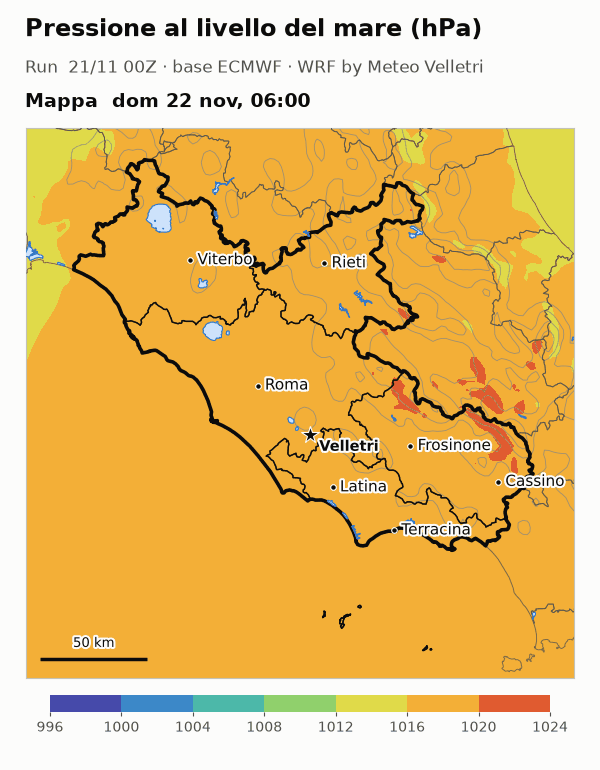 Pressione al livello del mare (hPa)
Run  21/11 00Z · base ECMWF · WRF by Meteo Velletri
Mappa  dom 22 nov, 06:00
Viterbo
Rieti
Roma
Velletri
Frosinone
Cassino
Latina
Terracina
50 km
996 1000 1004 1008 1012 1016 1020 1024